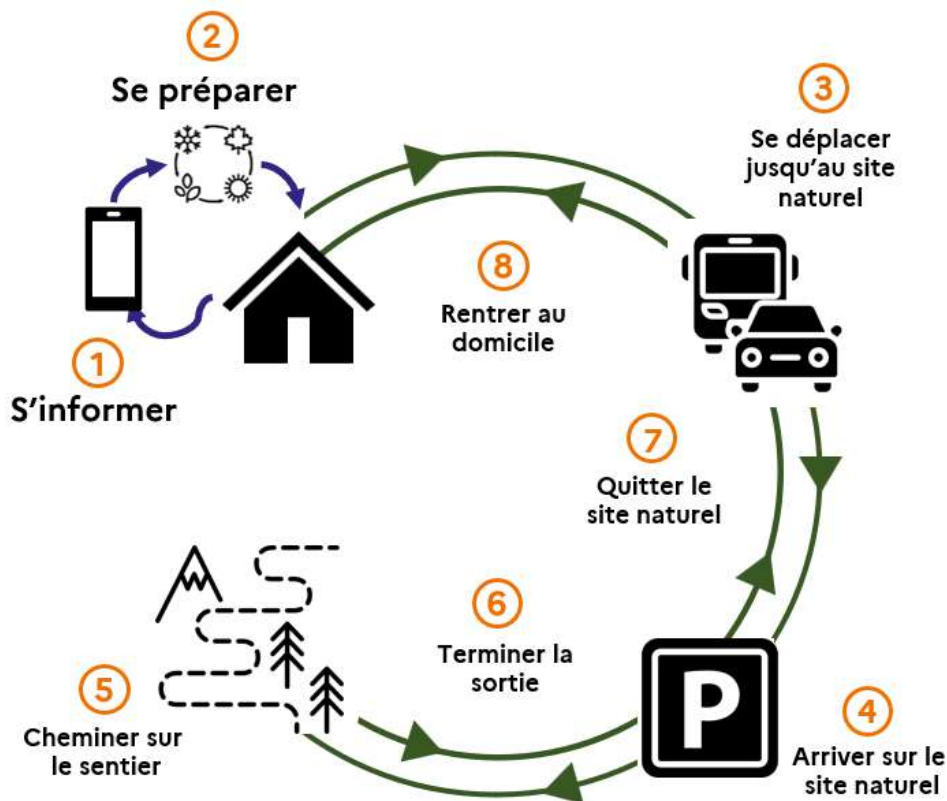 2
Se préparer
3
Se déplacer
jusqu'au site
naturel
8
Rentrer au
domicile
1
S'informer
7
Quitter le
site naturel
6
Terminer la
sortie
P
5
Cheminer sur
le sentier
4
Arriver sur le
site naturel